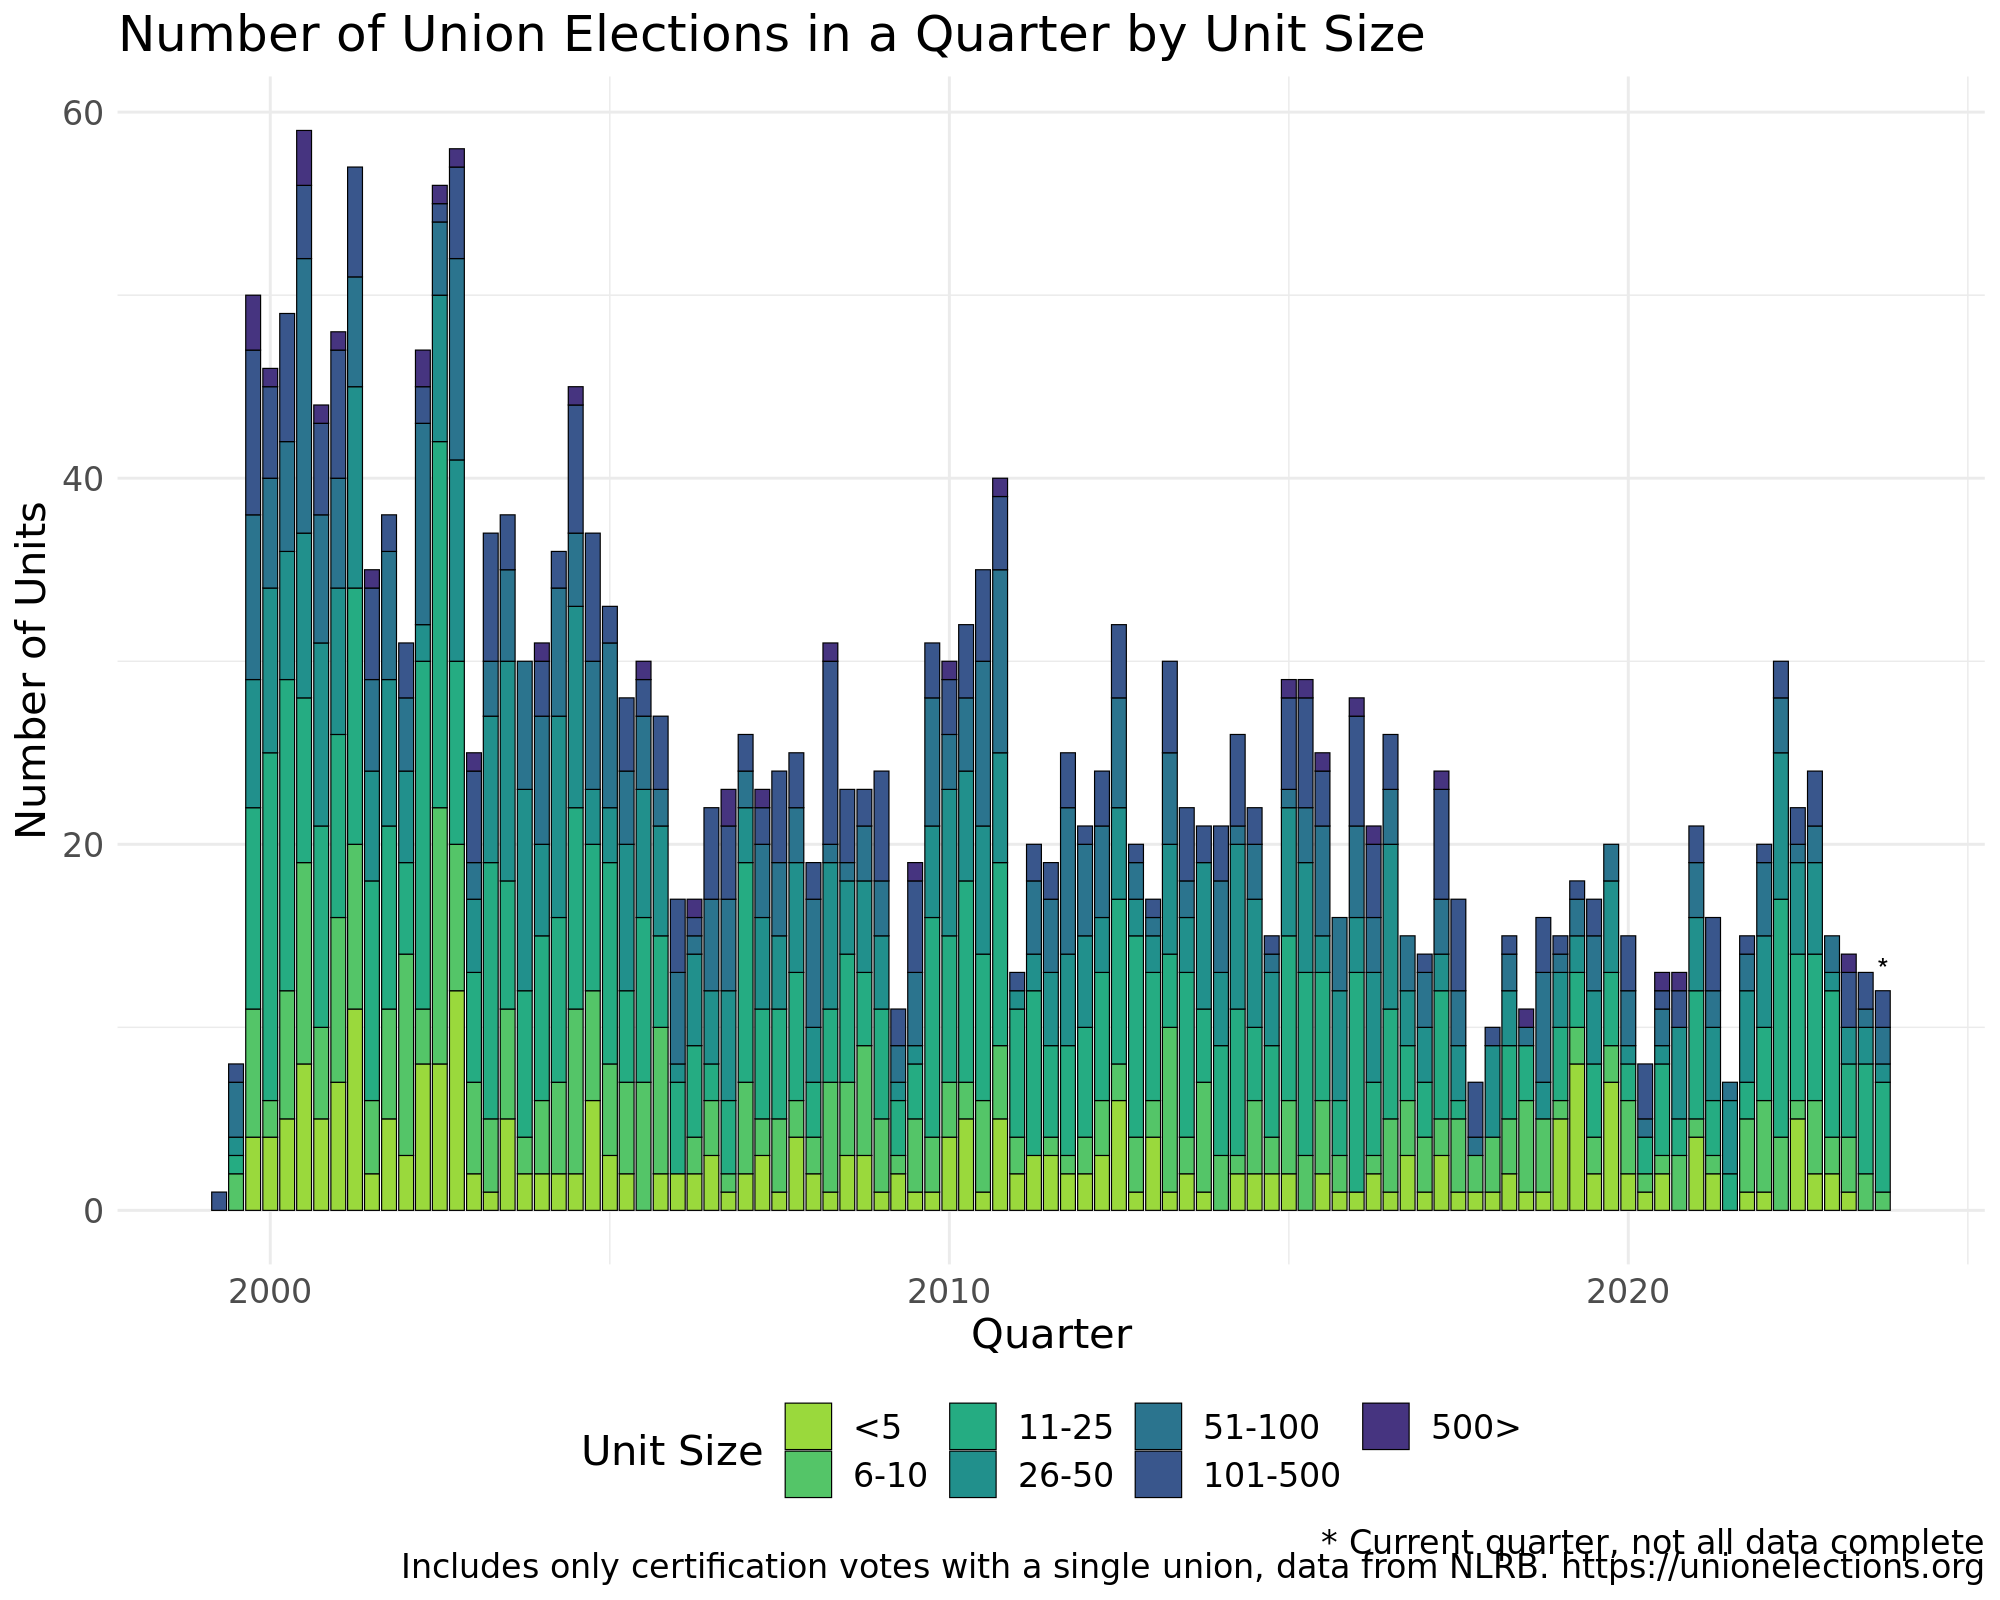 Number of Union Elections in a Quarter by Unit Size
60
40
20
0
Number of Units
*
2000 2010 2020
Quarter
Unit Size
<5 11-25 51-100 500>
6-10 26-50 101-500
* Current quarter, not all data complete
Includes only certification votes with a single union, data from NLRB. https://unionelections.org